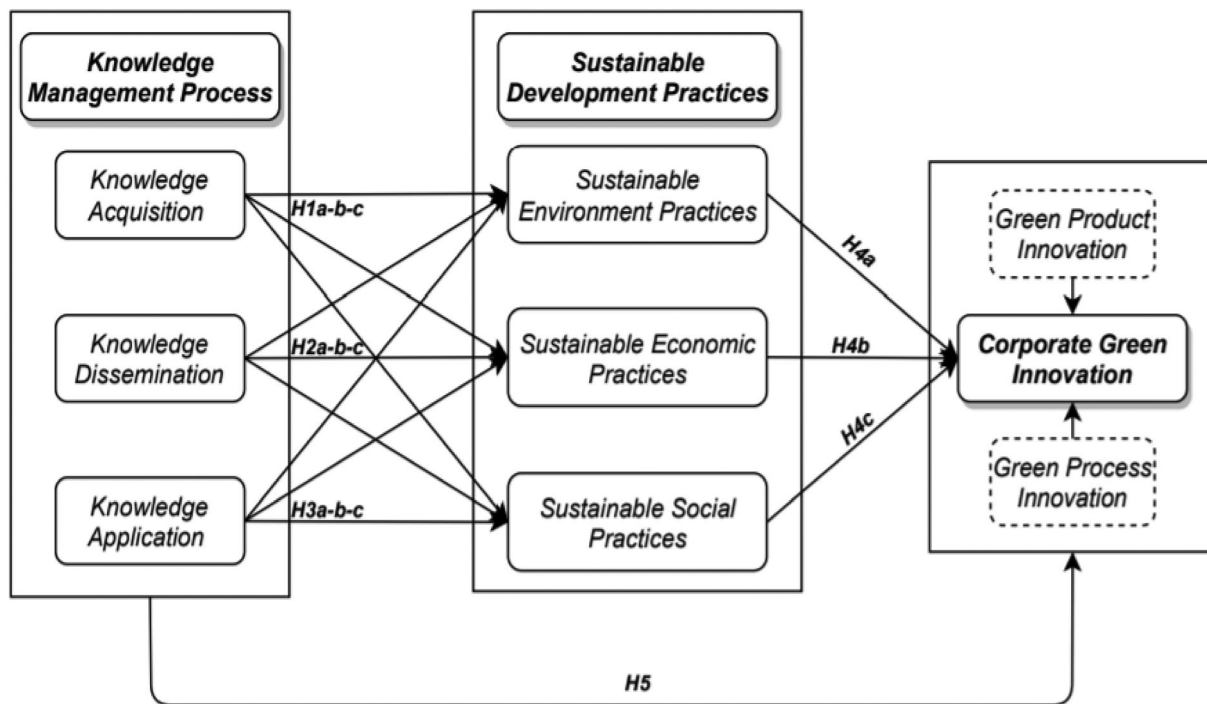 Knowledge
Management Process
Knowledge
Acquisition
Knowledge
Dissemination
Knowledge
Application
H1a-b-c
H2a-b-c
H3a-b-c
Sustainable
Development Practices
Sustainable
Environment Practices
Sustainable Economic
Practices
Sustainable Social
Practices
H4a
H4b
H4c
Green Product
Innovation
Corporate Green
Innovation
Green Process
Innovation
H5